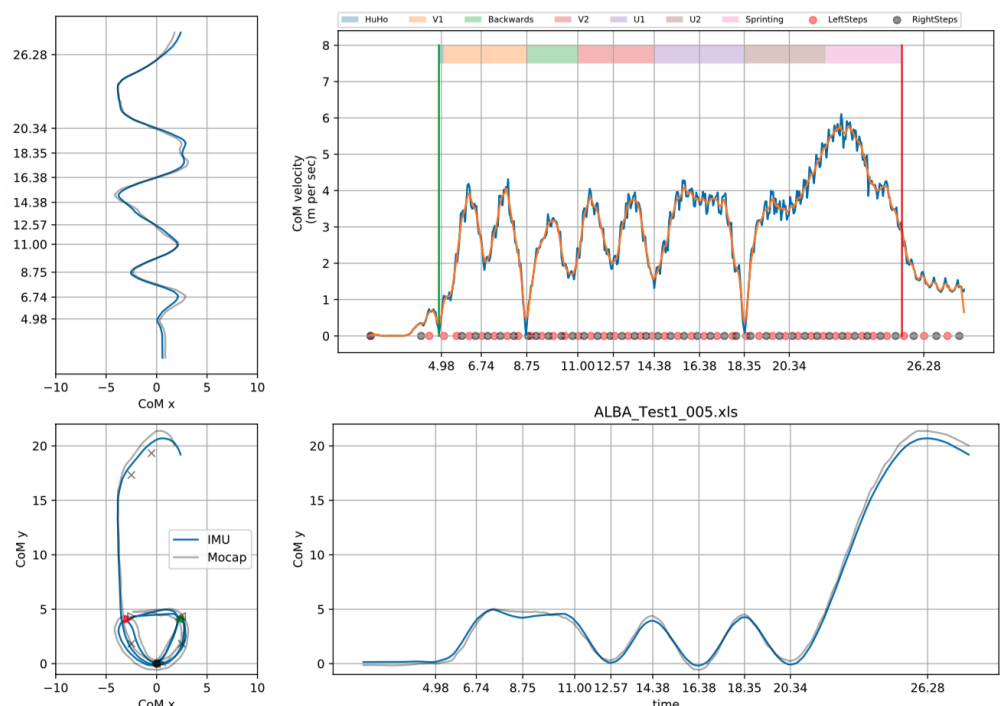 HuHo V1 Backwards V2 U1 U2 Sprinting LeftSteps RightSteps
26.28
20.34
18.35
16.38
14.38
12.57
11.00
8.75
6.74
4.98
−10 −5 0 5 10
CoM x
8
7
6
5
4
3
2
1
0
CoM velocity
(m per sec)
4.98 6.74 8.75 11.00 12.57 14.38 16.38 18.35 20.34 26.28
20
15
10
5
0
CoM y
IMU
Mocap
−10 −5 0 5 10
CoM x
ALBA_Test1_005.xls
20
15
10
5
0
CoM y
4.98 6.74 8.75 11.00 12.57 14.38 16.38 18.35 20.34 26.28
time